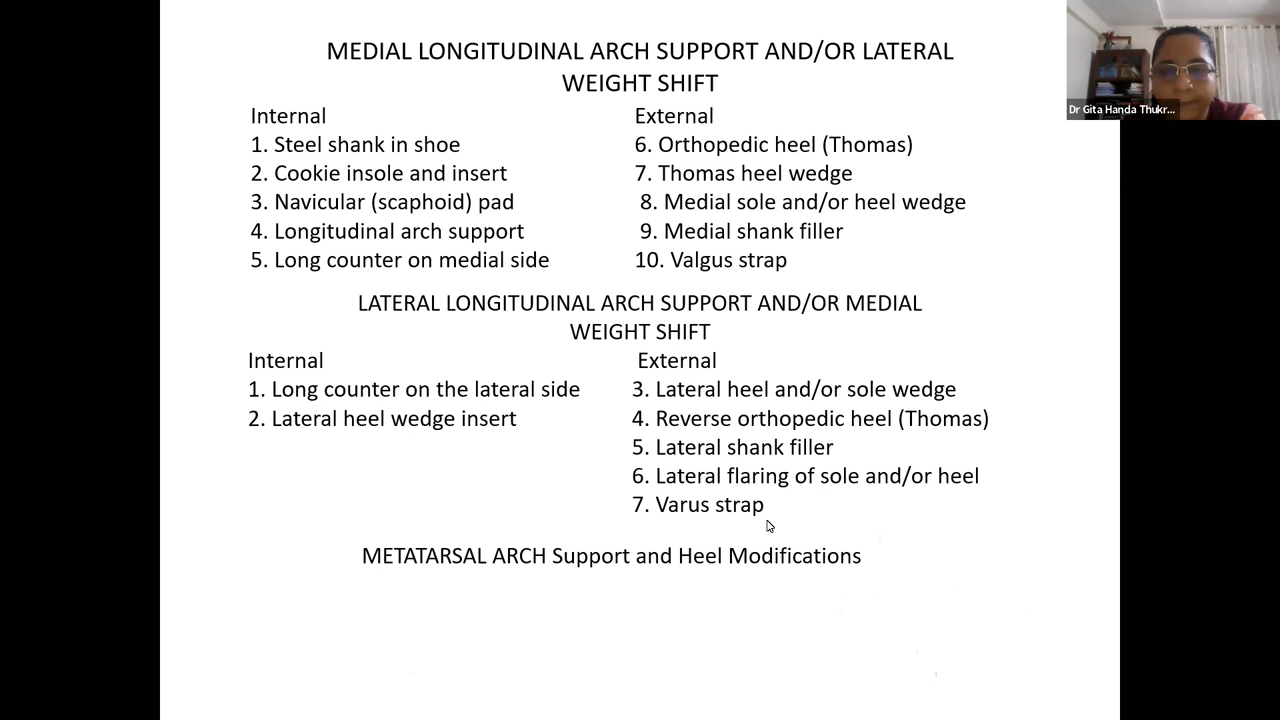 MEDIAL LONGITUDINAL ARCH SUPPORT AND/OR LATERAL
WEIGHT SHIFT
Internal
1. Steel shank in shoe
2. Cookie insole and insert
3. Navicular (scaphoid) pad
4. Longitudinal arch support
5. Long counter on medial side
External
6. Orthopedic heel (Thomas)
7. Thomas heel wedge
8. Medial sole and/or heel wedge
9. Medial shank filler
10. Valgus strap
LATERAL LONGITUDINAL ARCH SUPPORT AND/OR MEDIAL
WEIGHT SHIFT
Internal
1. Long counter on the lateral side
2. Lateral heel wedge insert
External
3. Lateral heel and/or sole wedge
4. Reverse orthopedic heel (Thomas)
5. Lateral shank filler
6. Lateral flaring of sole and/or heel
7. Varus strap
METATARSAL ARCH Support and Heel Modifications
Dr Gita Handa Thukr...